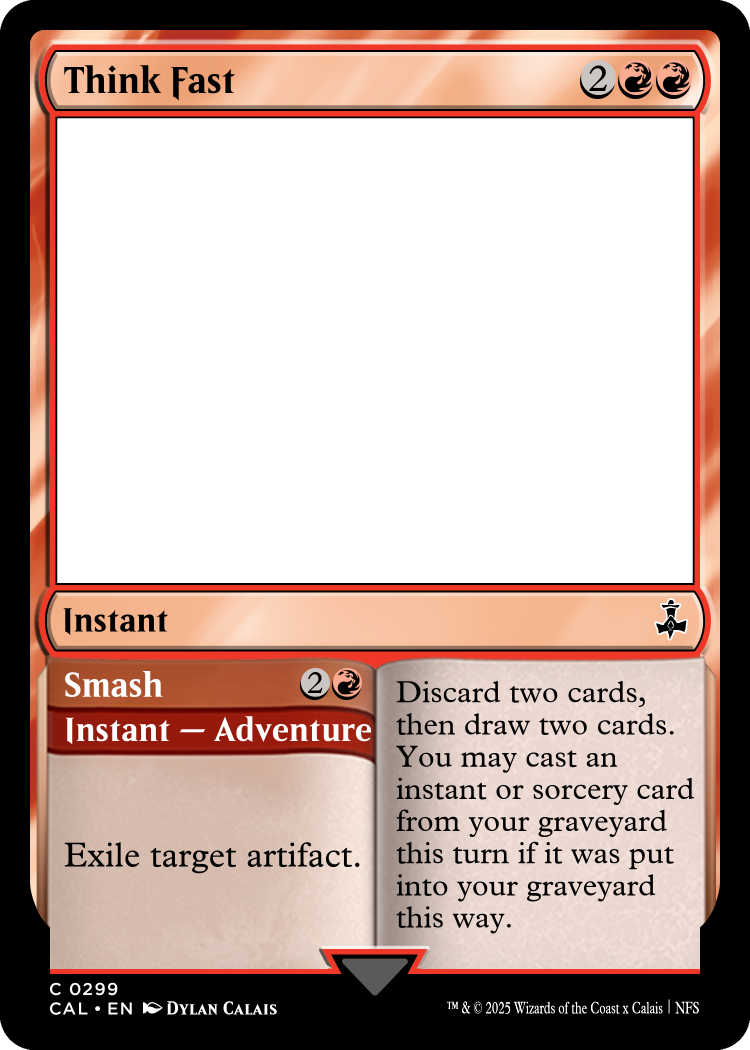 Think Fast 2
Instant
Smash 2
Instant — Adventure
Exile target artifact.
Discard two cards,
then draw two cards.
You may cast an
instant or sorcery card
from your graveyard
this turn if it was put
into your graveyard
this way.
C 0299
CAL • EN DYLAN CALAIS
™ & © 2025 Wizards of the Coast x Calais | NFS